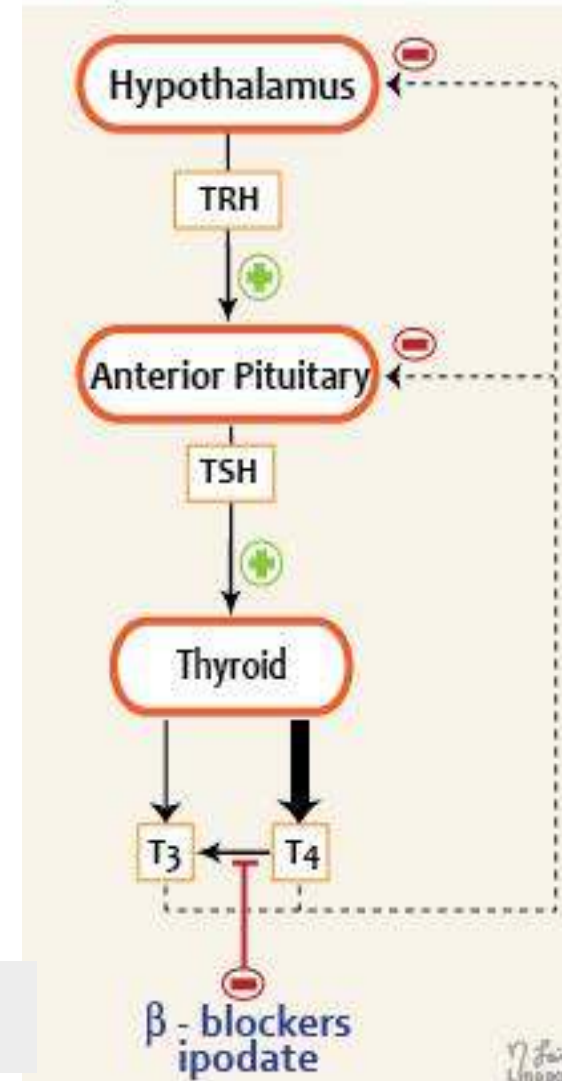 Hypothalamus
TRH
Anterior Pituitary
TSH
Thyroid
T3
T4
β - blockers
ipodate